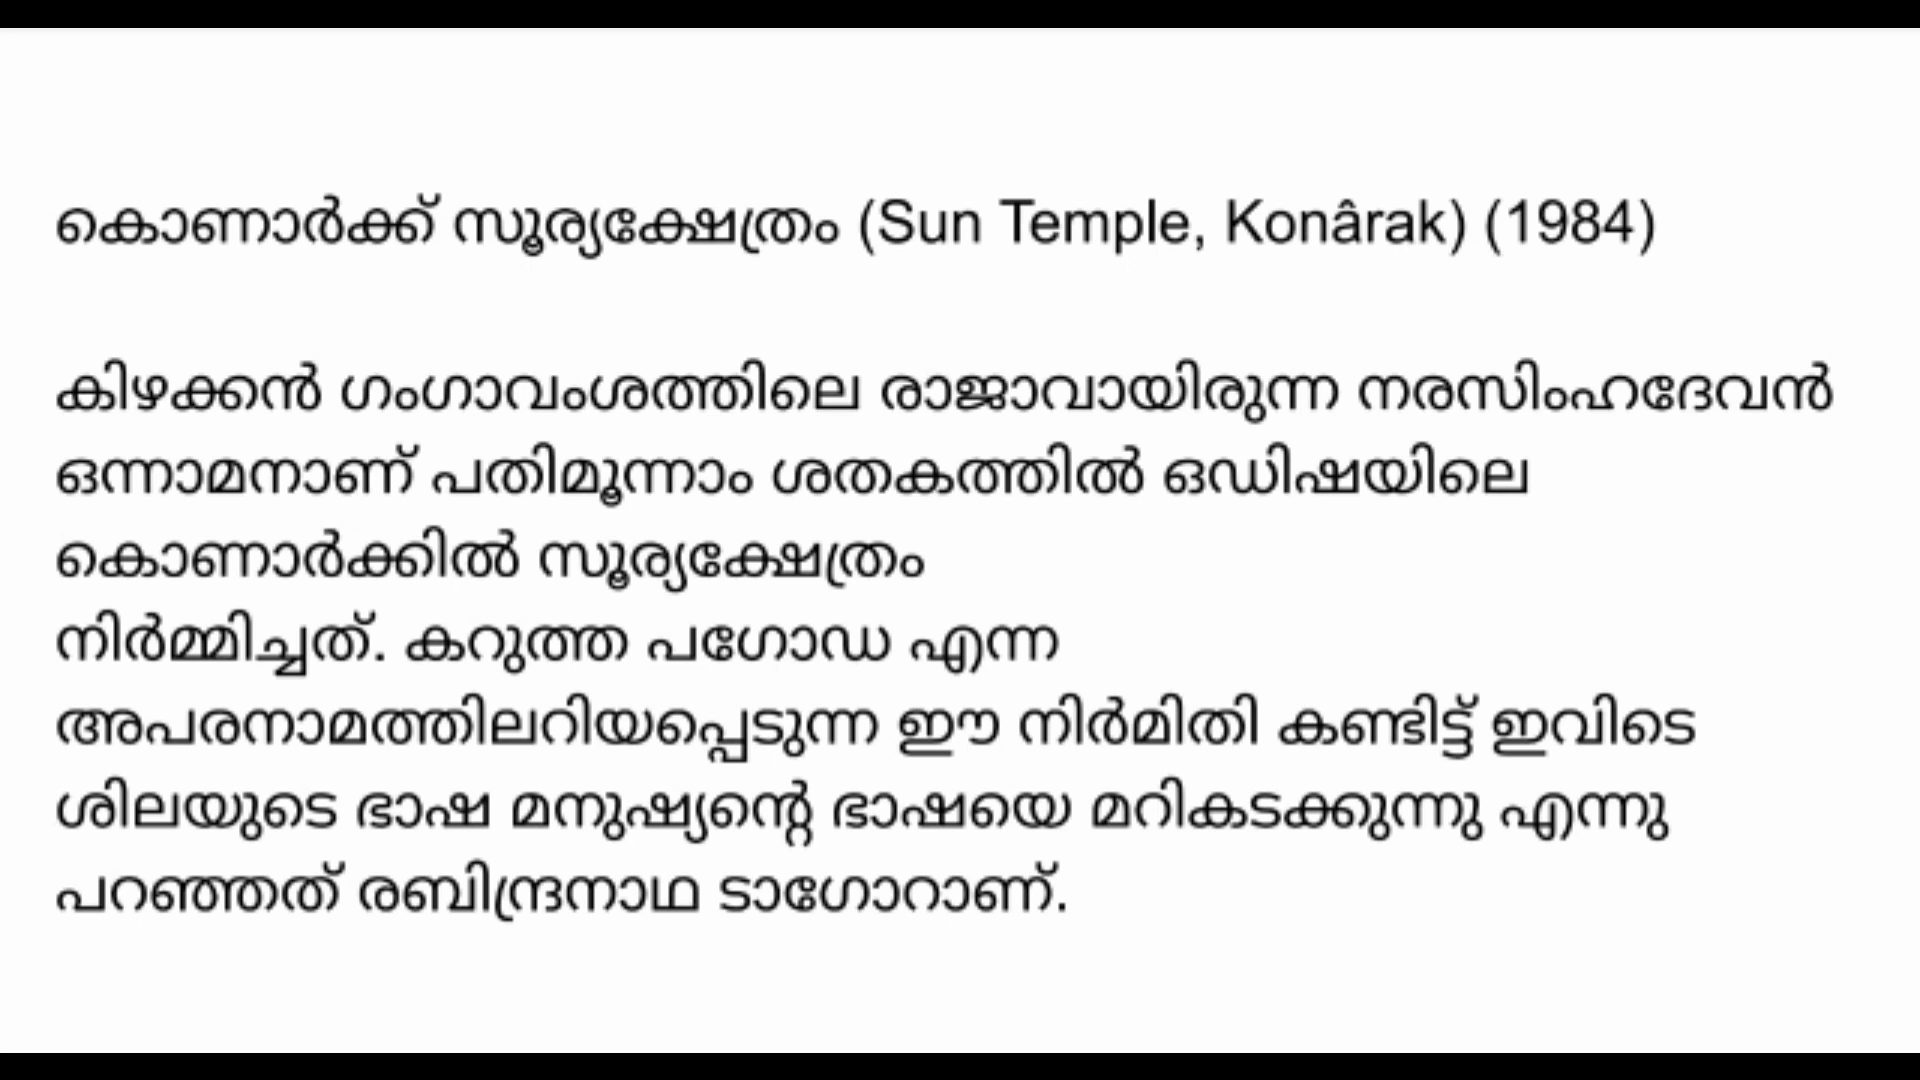 കൊണാർക്ക് സൂര്യക്ഷേത്രം (Sun Temple, Konârak) (1984)
കിഴക്കൻ ഗംഗാവംശത്തിലെ രാജാവായിരുന്ന നരസിംഹദേവൻ
ഒന്നാമനാണ് പതിമൂന്നാം ശതകത്തിൽ ഒഡിഷയിലെ
കൊണാർക്കിൽ സൂര്യക്ഷേത്രം
നിർമ്മിച്ചത്. കറുത്ത പഗോഡ എന്ന
അപരനാമത്തിലറിയപ്പെടുന്ന ഈ നിർമിതി കണ്ടിട്ട് ഇവിടെ
ശിലയുടെ ഭാഷ മനുഷ്യന്റെ ഭാഷയെ മറികടക്കുന്നു എന്നു
പറഞ്ഞത് രബീന്ദ്രനാഥ ടാഗോറാണ്.